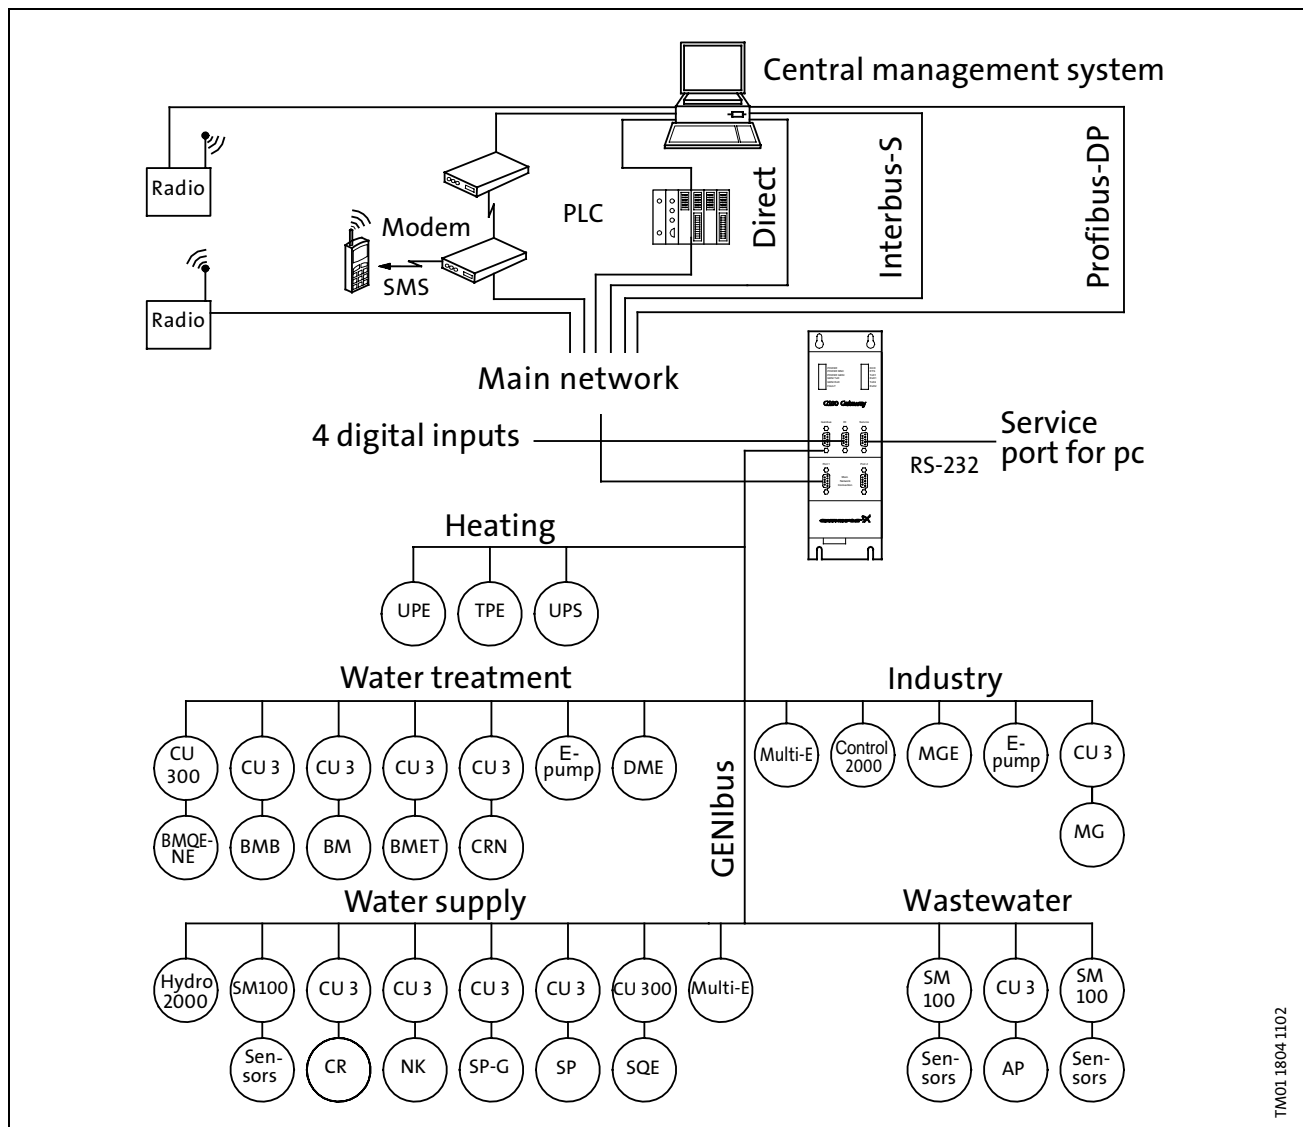 Central management system
Radio
Modem
SMS
PLC
Direct
Interbus-S
Profibus-DP
Radio
Main network
G100 Gateway
4 digital inputs
Service
port for pc
RS-232
Heating
UPE
TPE
UPS
Water treatment
Industry
CU
300
CU 3
CU 3
CU 3
CU 3
E-
pump
DME
Multi-E
Control
2000
MGE
E-
pump
CU 3
BMQE-
NE
BMB
BM
BMET
CRN
MG
GENIbus
Water supply
Wastewater
Hydro
2000
SM100
CU 3
CU 3
CU 3
CU 3
CU 300
Multi-E
SM
100
CU 3
SM
100
Sen-
sors
CR
NK
SP-G
SP
SQE
Sen-
sors
AP
Sen-
sors
TM01 1804 1102